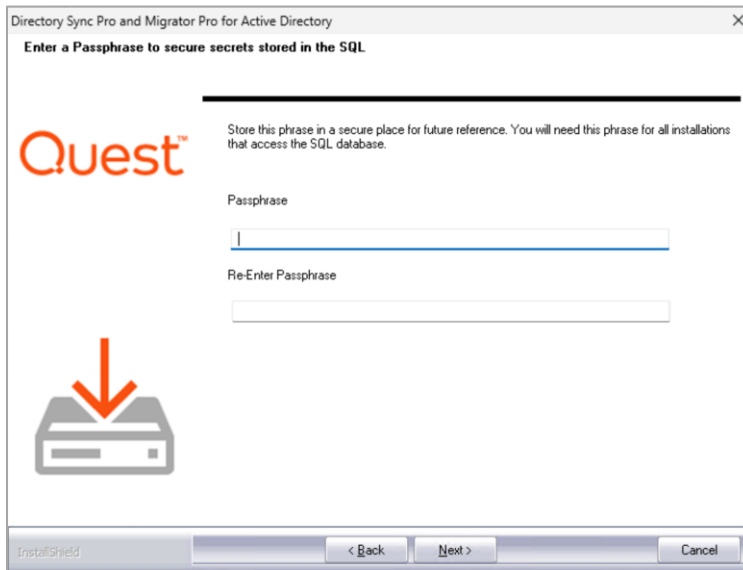 Directory Sync Pro and Migrator Pro for Active Directory
Enter a Passphrase to secure secrets stored in the SQL
Quest™
Store this phrase in a secure place for future reference. You will need this phrase for all installations
that access the SQL database.
Passphrase
Re-Enter Passphrase
InstallShield
< Back
Next >
Cancel